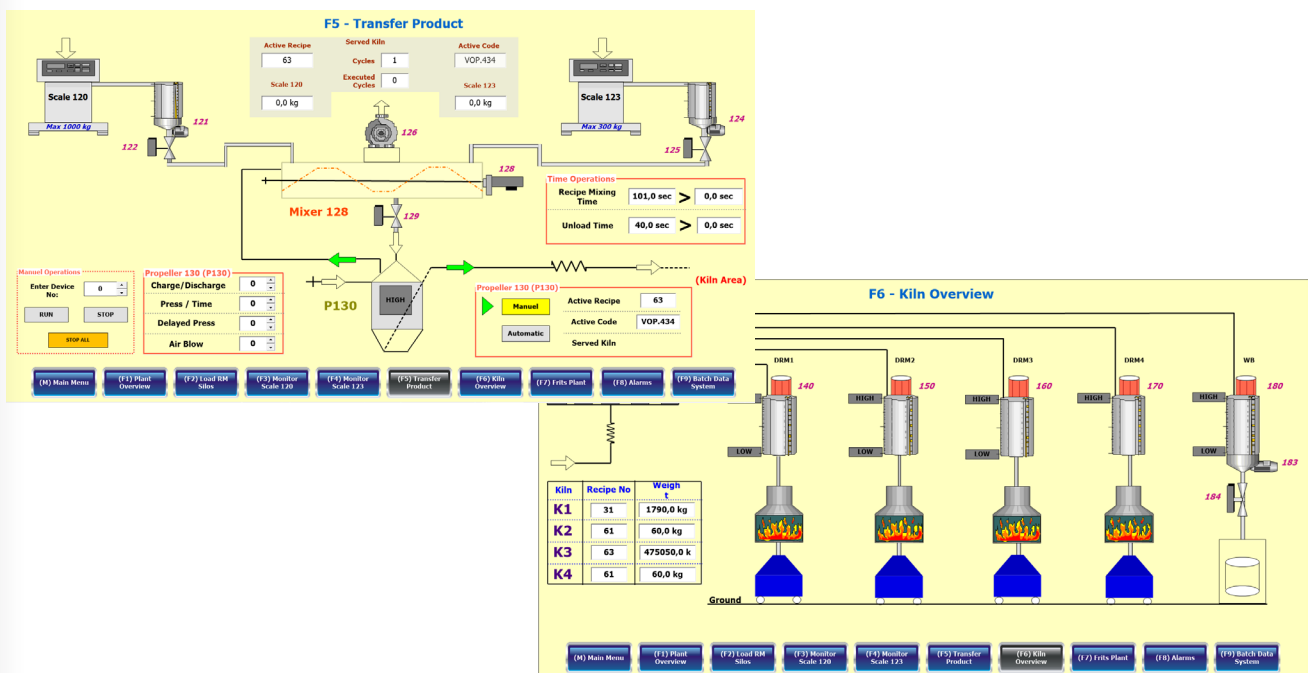 F5 - Transfer Product
Active Recipe
Served Kiln
Active Code
63
Cycles
1
VOP.434
Scale 120
Executed
Cycles
0
Scale 123
0,0 kg
0,0 kg
Scale 120
Max 1000 kg
121
122
126
Scale 123
Max 300 kg
124
125
128
Mixer 128
129
Time Operations
Recipe Mixing
Time
101,0 sec
>
0,0 sec
Unload Time
40,0 sec
>
0,0 sec
Manuel Operations
Enter Device
No:
0
RUN
STOP
STOP ALL
Propeller 130 (P130)
Charge/Discharge
0
Press / Time
0
Delayed Press
0
Air Blow
0
P130
HIGH
(Kiln Area)
Propeller 130 (P130)
Manuel
Automatic
Active Recipe
63
Active Code
VOP.434
Served Kiln
(M) Main Menu
(F1) Plant
Overview
(F2) Load RM
Silos
(F3) Monitor
Scale 120
(F4) Monitor
Scale 123
(F5) Transfer
Product
(F6) Kiln
Overview
(F7) Frits Plant
(F8) Alarms
(F9) Batch Data
System
F6 - Kiln Overview
DRM1
DRM2
DRM3
DRM4
WB
140
150
160
170
180
HIGH
HIGH
HIGH
HIGH
LOW
LOW
LOW
LOW
LOW
183
184
Kiln
Recipe No
Weigh
t
K1
31
1790,0 kg
K2
61
60,0 kg
K3
63
475050,0 k
K4
61
60,0 kg
Ground
(M) Main Menu
(F1) Plant
Overview
(F2) Load RM
Silos
(F3) Monitor
Scale 120
(F4) Monitor
Scale 123
(F5) Transfer
Product
(F6) Kiln
Overview
(F7) Frits Plant
(F8) Alarms
(F9) Batch Data
System